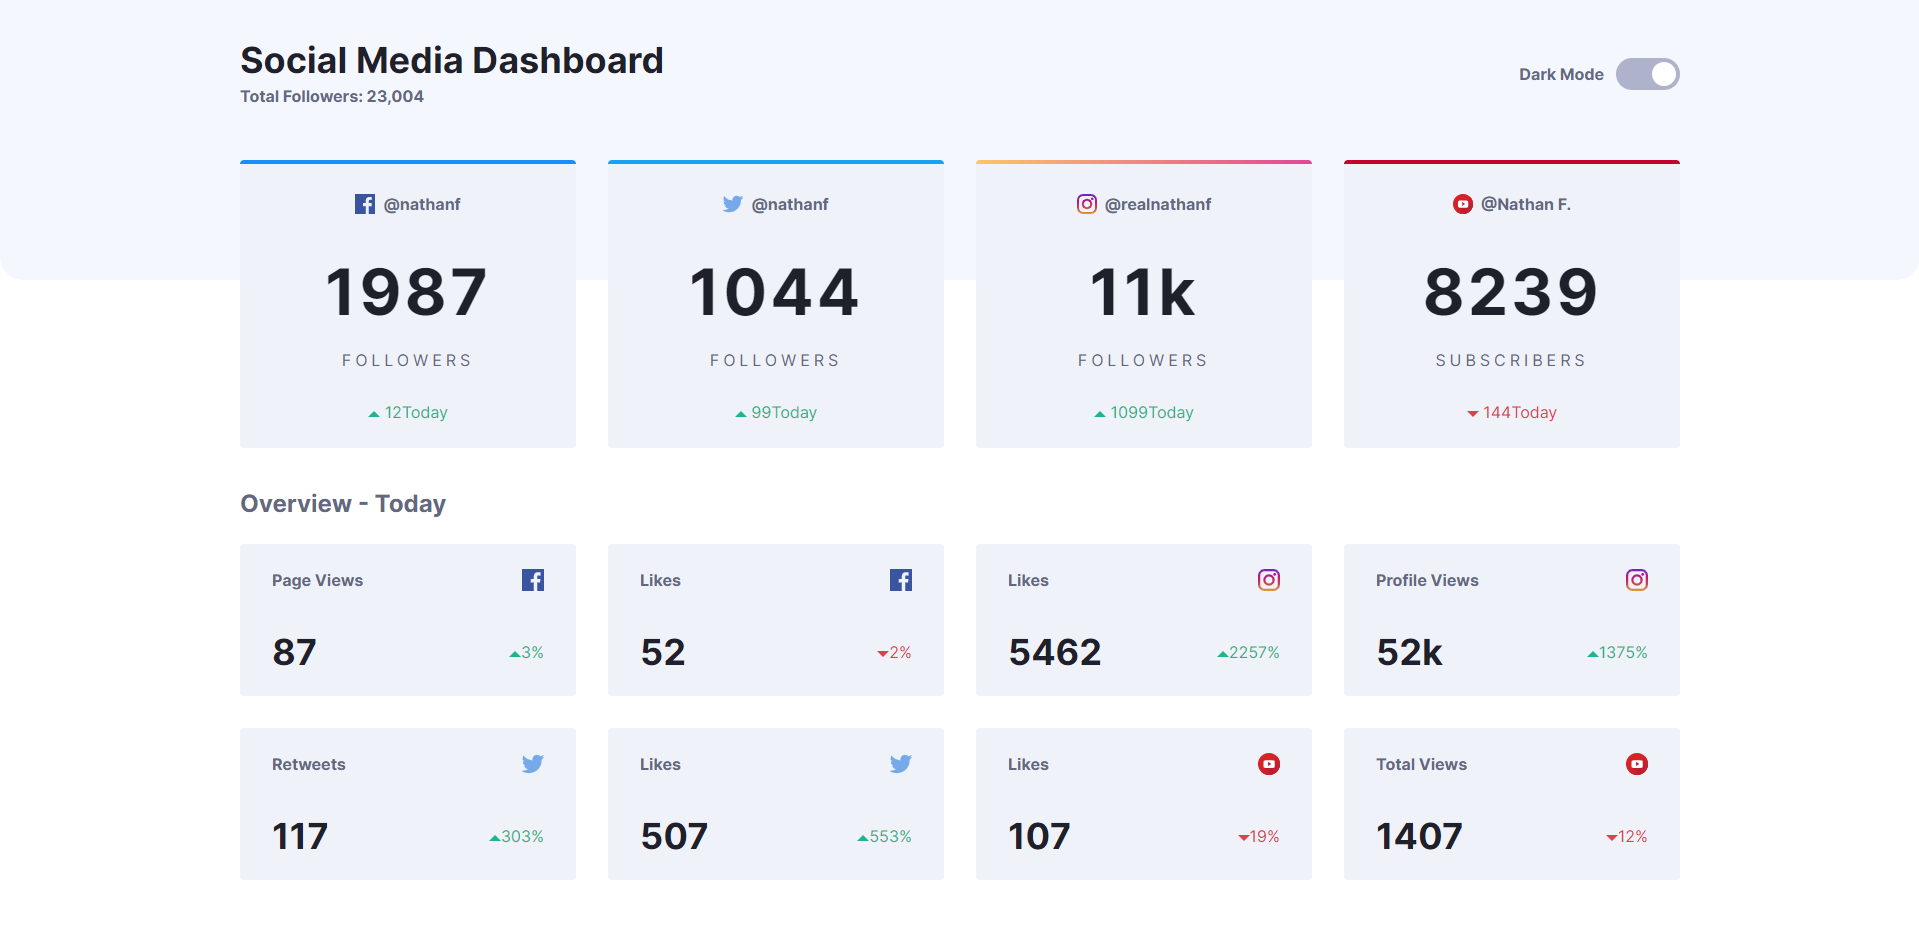 Social Media Dashboard
Total Followers: 23,004
Dark Mode
@nathanf
1987
FOLLOWERS
12Today
@nathanf
1044
FOLLOWERS
99Today
@realnathanf
11k
FOLLOWERS
1099Today
@Nathan F.
8239
SUBSCRIBERS
144Today
Overview - Today
Page Views
87
3%
Likes
52
2%
Likes
5462
2257%
Profile Views
52k
1375%
Retweets
117
303%
Likes
507
553%
Likes
107
19%
Total Views
1407
12%